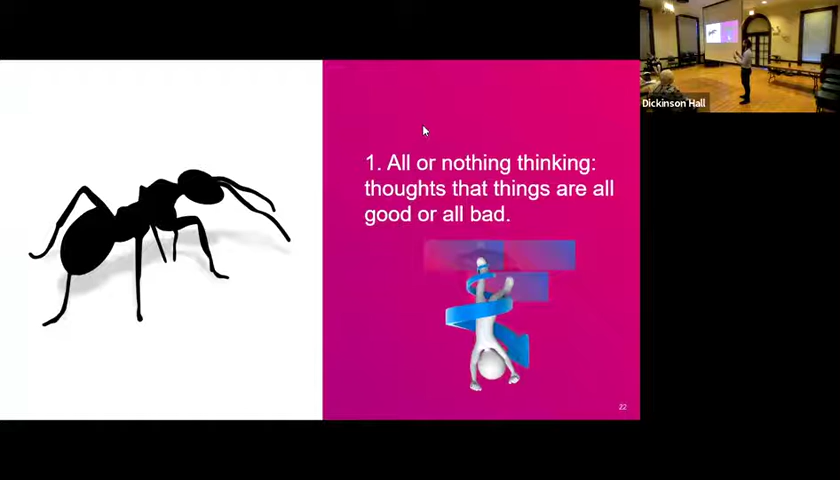 Dickinson Hall
1. All or nothing thinking:
thoughts that things are all
good or all bad.
22